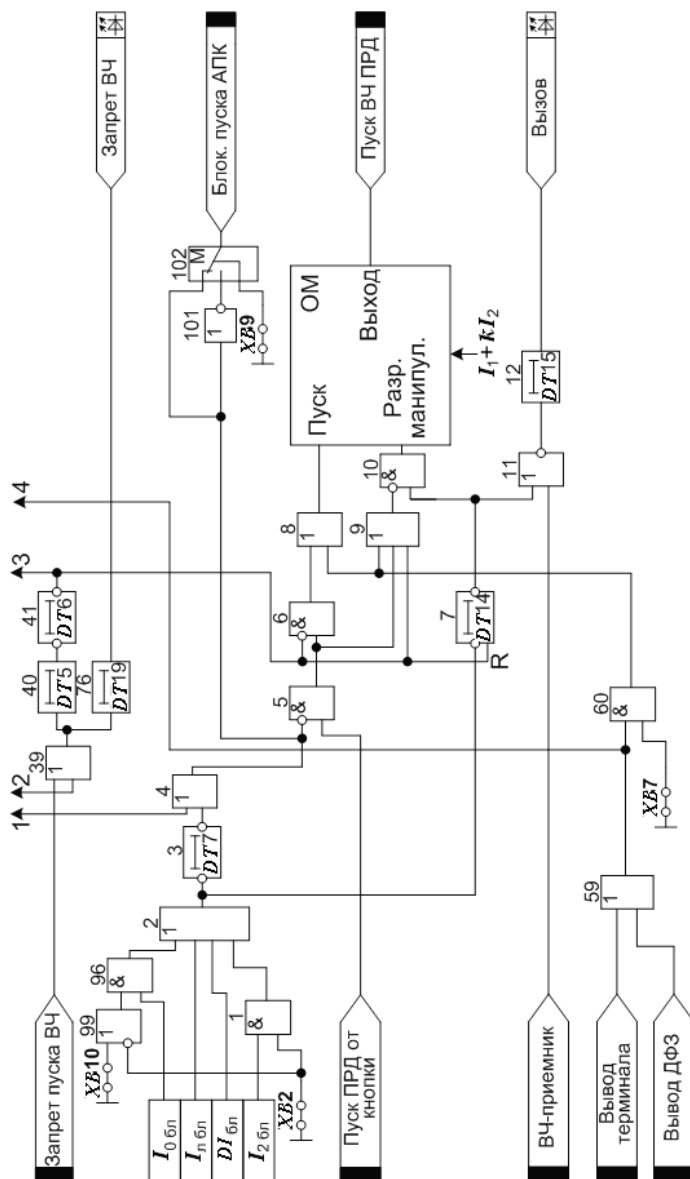 1
2
3
4
Запрет пуска ВЧ
39
1
40
DT5
41
DT6
76
DT19
Запрет ВЧ
XB10
99
1
96
&
I0 бл
Iл бл
DI бл
I2 бл
XB2
1
&
2
1
3
DT7
4
1
101
1
102
M
XB9
Блок. пуска АПК
Пуск ПРД от
кнопки
5
&
6
&
8
1
9
1
10
&
Пуск
ОМ
Выход
Разр.
манипул.
I1+kI2
Пуск ВЧ ПРД
R
7
DT14
ВЧ-приемник
11
1
12
DT15
Вызов
Вывод
терминала
Вывод ДФЗ
59
1
60
&
XB7